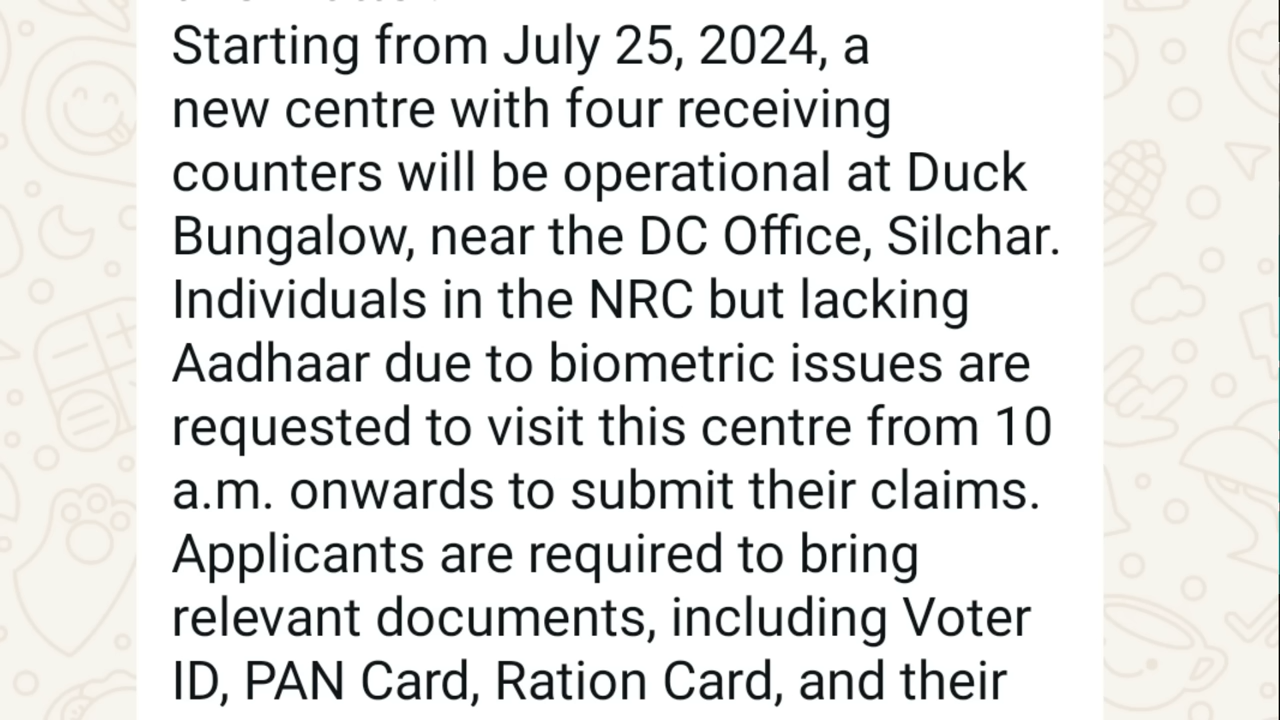 Starting from July 25, 2024, a
new centre with four receiving
counters will be operational at Duck
Bungalow, near the DC Office, Silchar.
Individuals in the NRC but lacking
Aadhaar due to biometric issues are
requested to visit this centre from 10
a.m. onwards to submit their claims.
Applicants are required to bring
relevant documents, including Voter
ID, PAN Card, Ration Card, and their